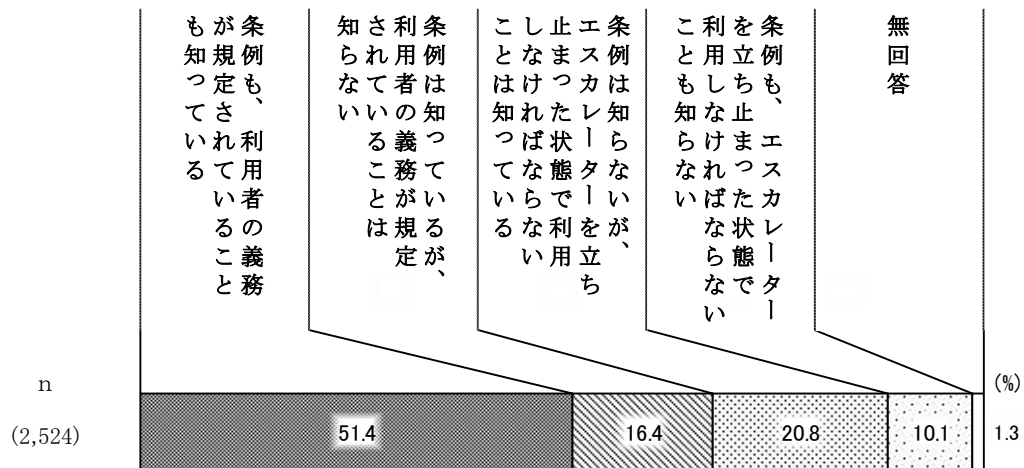 条例も、利用者の義務
が規定されていること
も知っている
条例は知っているが、
利用者の義務が規定
されていることは
知らない
条例は知らないが、
エスカレーターを立ち
止まった状態で利用
しなければならない
ことは知っている
条例も、エスカレーター
を立ち止まった状態で
利用しなければならない
ことも知らない
無回答
n
(%)
(2,524)
51.4
16.4
20.8
10.1
1.3